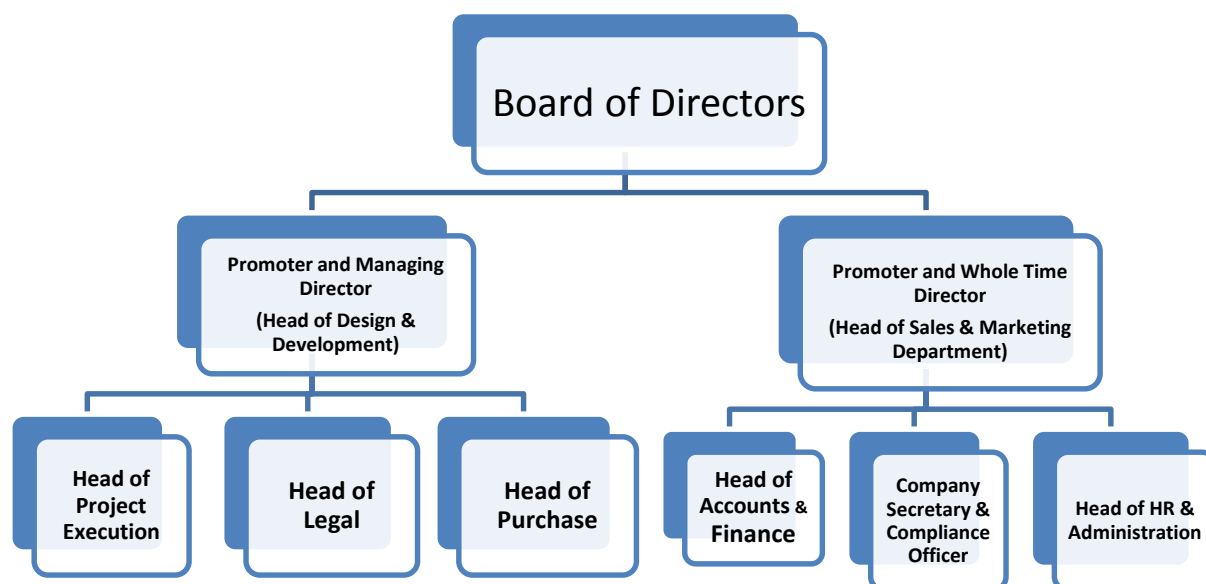 Board of Directors
Promoter and Managing
Director
(Head of Design &
Development)
Promoter and Whole Time
Director
(Head of Sales & Marketing
Department)
Head of
Project
Execution
Head of
Legal
Head of
Purchase
Head of
Accounts &
Finance
Company
Secretary &
Compliance
Officer
Head of HR &
Administration